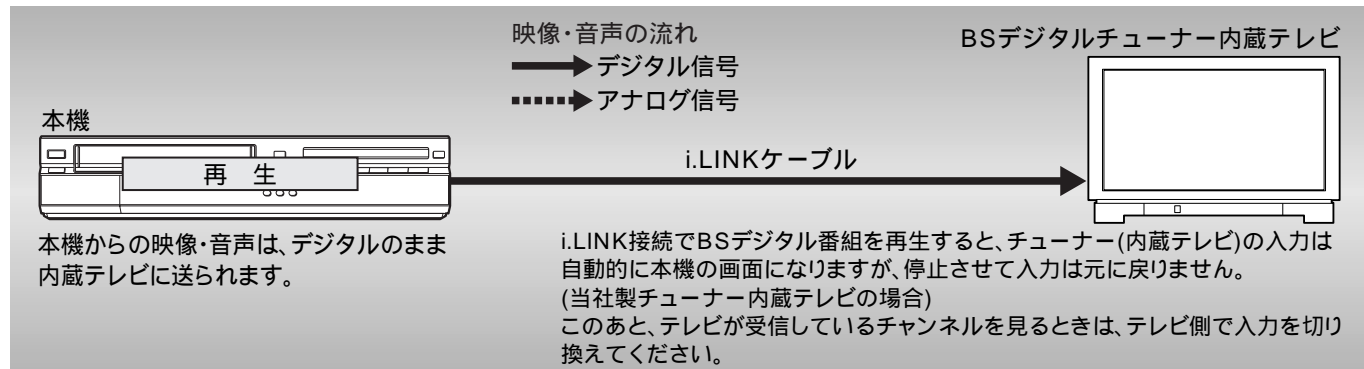 映像・音声の流れ
デジタル信号
アナログ信号
BSデジタルチューナー内蔵テレビ
本機
再 生
i.LINKケーブル
本機からの映像・音声は、デジタルのまま
内蔵テレビに送られます。
i.LINK接続でBSデジタル番組を再生すると、チューナー(内蔵テレビ)の入力は
自動的に本機の画面になりますが、停止させて入力は元に戻りません。
(当社製チューナー内蔵テレビの場合)
このあと、テレビが受信しているチャンネルを見るときは、テレビ側で入力を切り
換えてください。